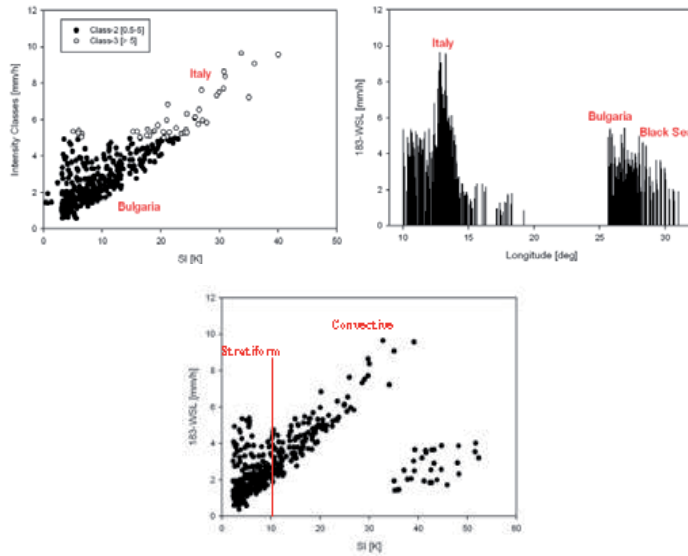 Class-2 [0.5-5]
Class-3 [> 5]
Intensity Classes [mm/h]
12
10
8
6
4
2
0
Italy
Bulgaria
0 10 20 30 40 50
SI [K]
183-WSL [mm/h]
12
10
8
6
4
2
0
Italy
Bulgaria
Black Sea
10 15 20 25 30
Longitude [deg]
183-WSL [mm/h]
12
10
8
6
4
2
0
Convective
Stratiform
0 10 20 30 40 50 60
SI [K]